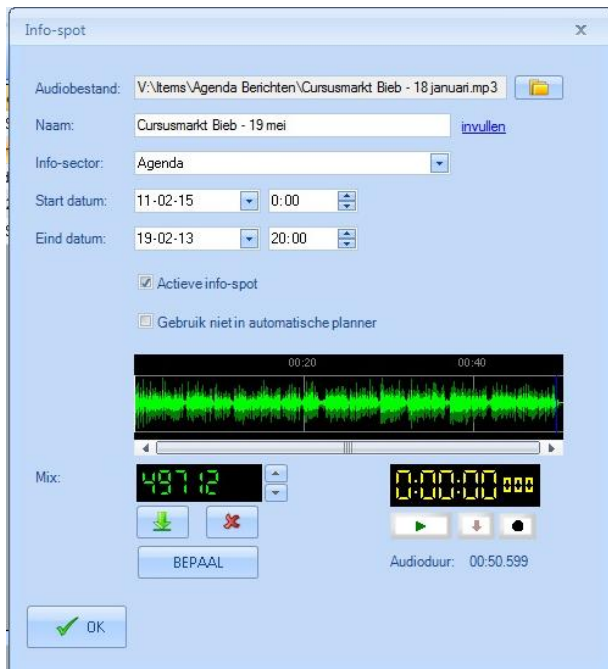 Info-spot
Audiobestand: V:\Items\Agenda Berichten\Cursusmarkt Bieb - 18 januari.mp3
Naam: Cursusmarkt Bieb - 19 mei invullen
Info-sector: Agenda
Start datum: 11-02-15 0:00
Eind datum: 19-02-13 20:00
Actieve info-spot
Gebruik niet in automatische planner
00:20 00:40
Mix: 49712 0:00:00 000
BEPAAL Audioduur: 00:50.599
OK